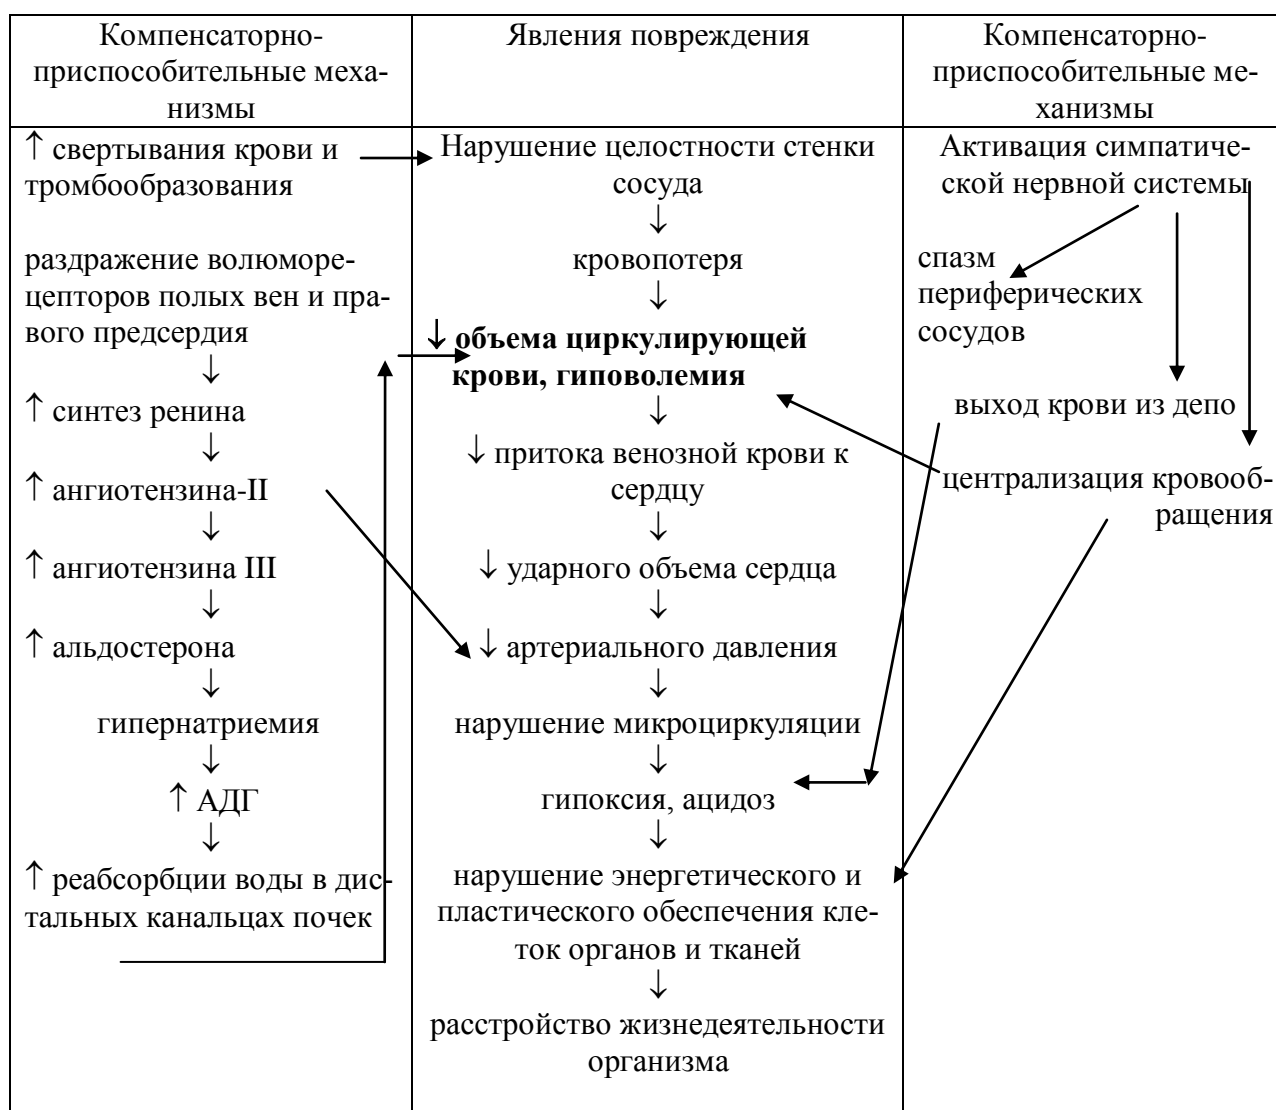 Компенсаторно-
приспособительные меха-
низмы
Явления повреждения
Компенсаторно-
приспособительные ме-
ханизмы
↑ свертывания крови и
тромбообразования
раздражение волюморе-
цепторов полых вен и пра-
вого предсердия
↓
↑ синтез ренина
↓
↑ ангиотензина-II
↓
↑ ангиотензина III
↓
↑ альдостерона
↓
гипернатриемия
↓
↑ АДГ
↓
↑ реабсорбции воды в дис-
тальных канальцах почек
Нарушение целостности стенки
сосуда
↓
кровопотеря
↓
↓ объема циркулирующей
крови, гиповолемия
↓
↓ притока венозной крови к
сердцу
↓
↓ ударного объема сердца
↓
↓ артериального давления
↓
нарушение микроциркуляции
↓
гипоксия, ацидоз
↓
нарушение энергетического и
пластического обеспечения кле-
ток органов и тканей
↓
расстройство жизнедеятельности
организма
Активация симпатиче-
ской нервной системы
спазм
периферических
сосудов
выход крови из депо
централизация кровооб-
ращения